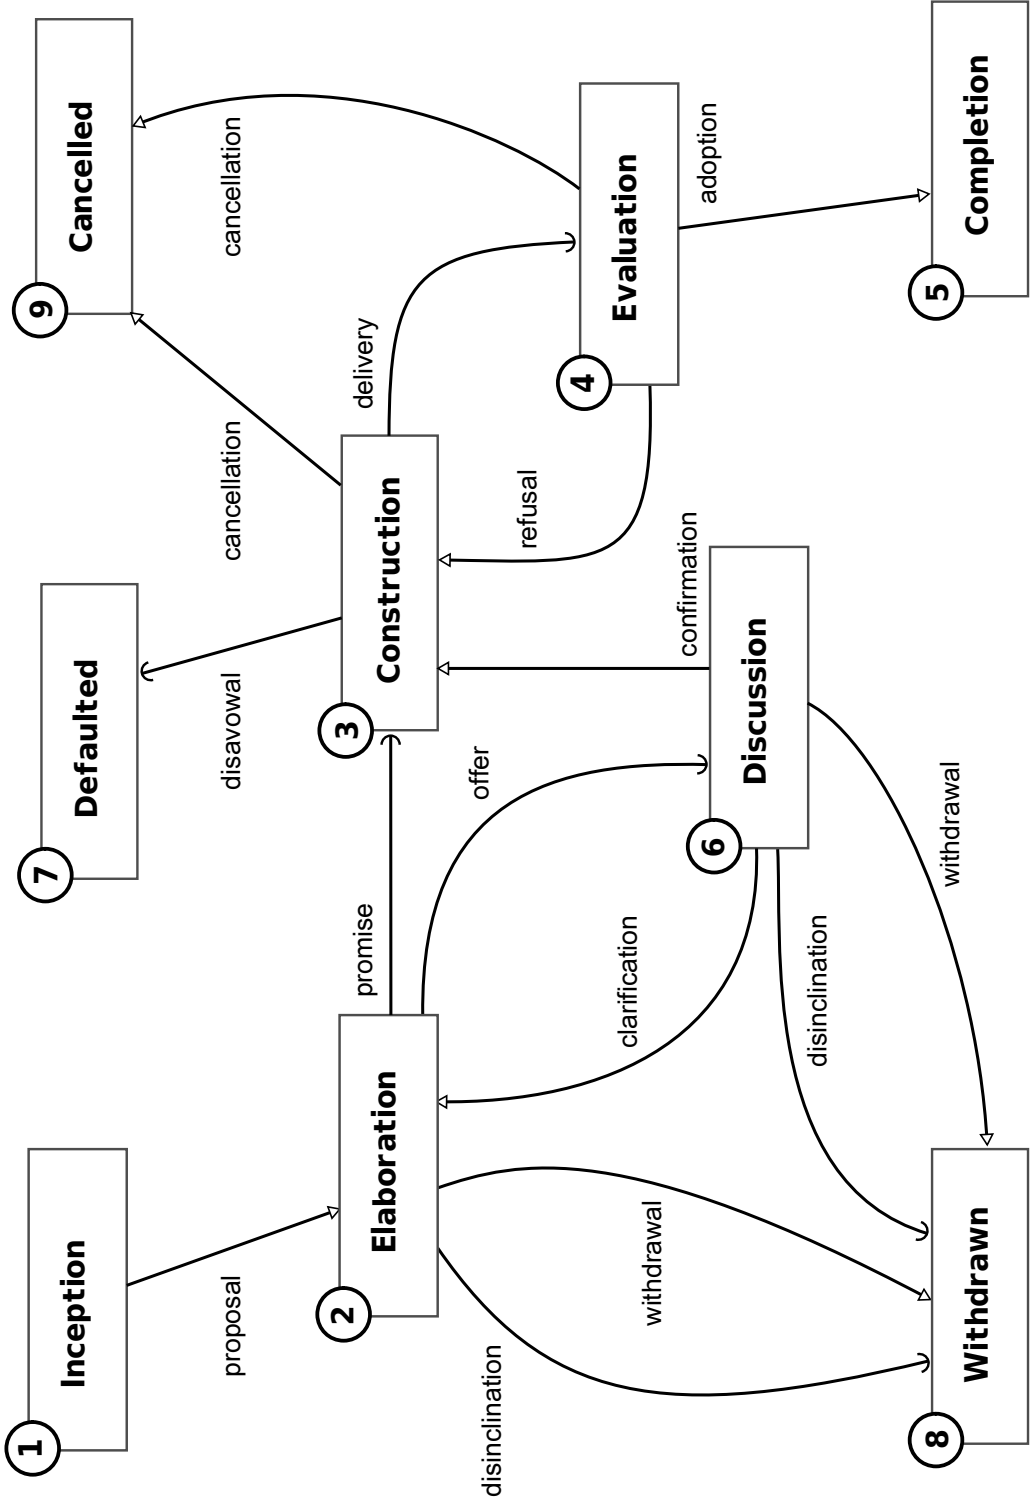 1
Inception
7
Defaulted
9
Cancelled
proposal
disavowal
cancellation
cancellation
2
Elaboration
promise
3
Construction
delivery
disinclination
offer
refusal
4
Evaluation
withdrawal
clarification
confirmation
adoption
6
Discussion
disinclination
withdrawal
8
Withdrawn
5
Completion